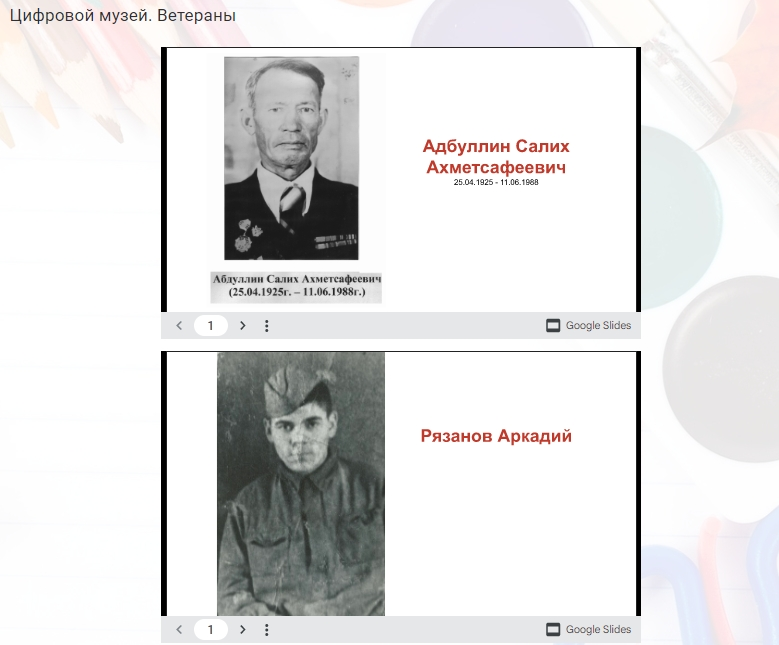 Цифровой музей. Ветераны
Адбуллин Салих
Ахметсафеевич
25.04.1925 - 11.06.1988
Абдуллин Салих Ахметсафеевич
(25.04.1925г. – 11.06.1988г.)
1
Google Slides
Рязанов Аркадий
1
Google Slides